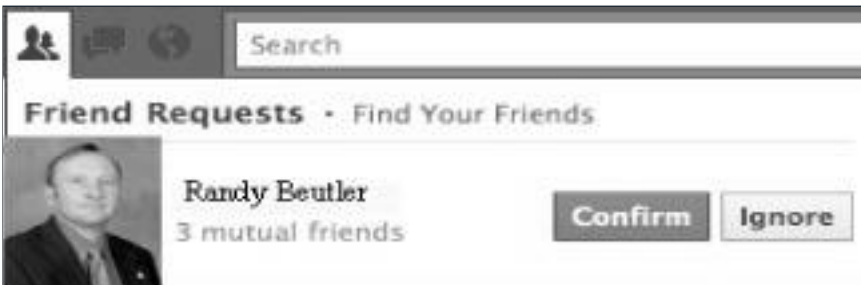 Search
Friend Requests · Find Your Friends
Randy Beutler
3 mutual friends
Confirm Ignore